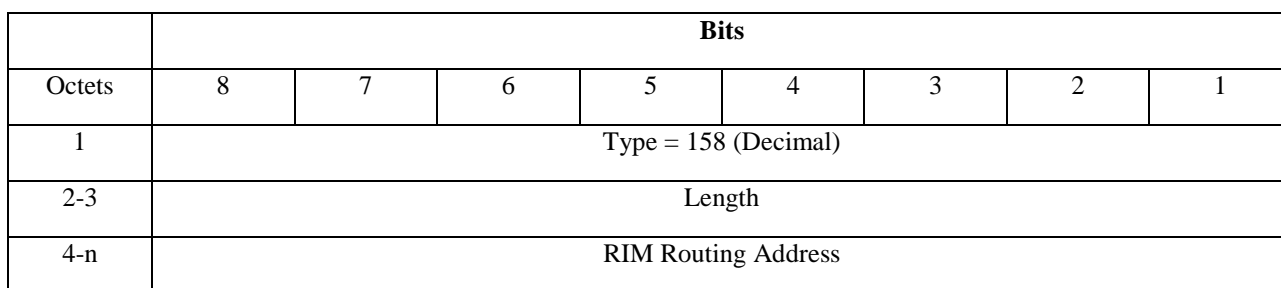 Bits
Octets 8 7 6 5 4 3 2 1
1 Type = 158 (Decimal)
2-3 Length
4-n RIM Routing Address